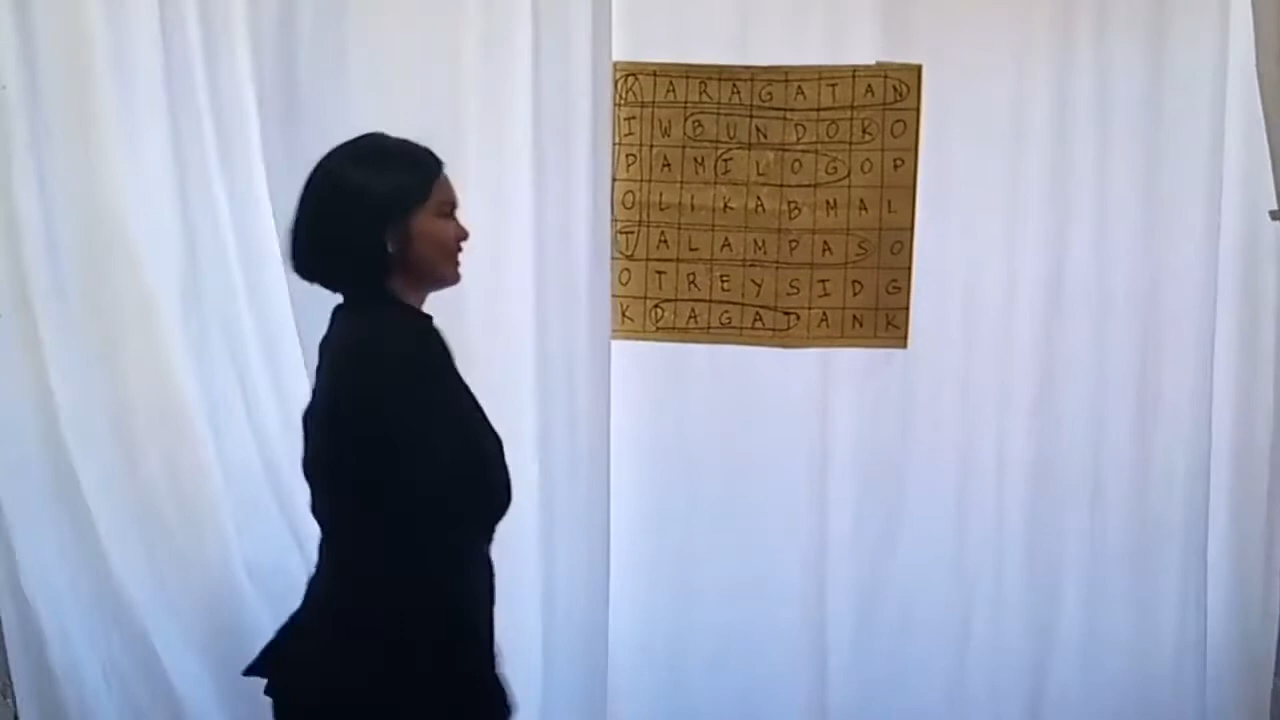 K A R A G A T A N
I W B U N D O K O
P A M I L O G O P
O L I K A B M A L
T A L A M P A S O
O T R E Y S I D G
K D A G A T A N K